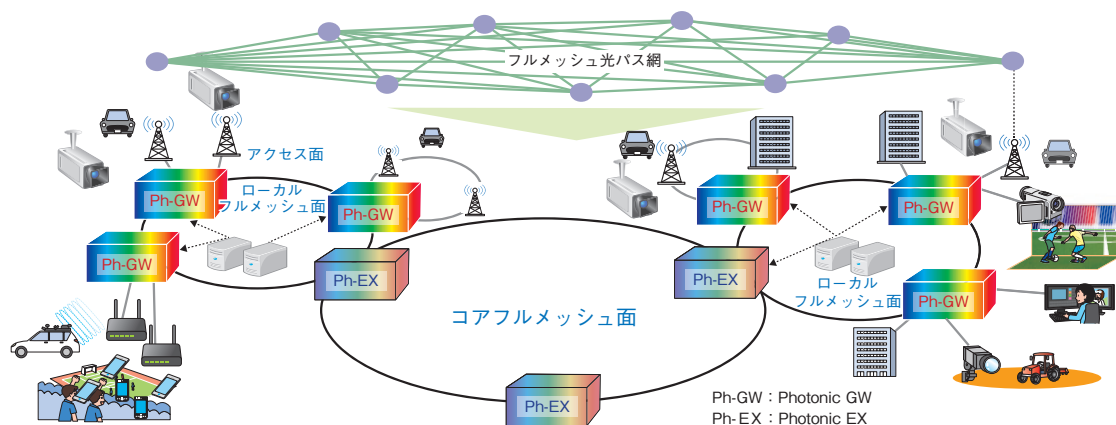 フルメッシュ光パス網
アクセス面
Ph-GW
ローカル
フルメッシュ面
Ph-GW
Ph-GW
Ph-EX
Ph-GW
Ph-GW
Ph-EX
ローカル
フルメッシュ面
Ph-GW
コアフルメッシュ面
Ph-EX
Ph-GW：Photonic GW
Ph-EX：Photonic EX